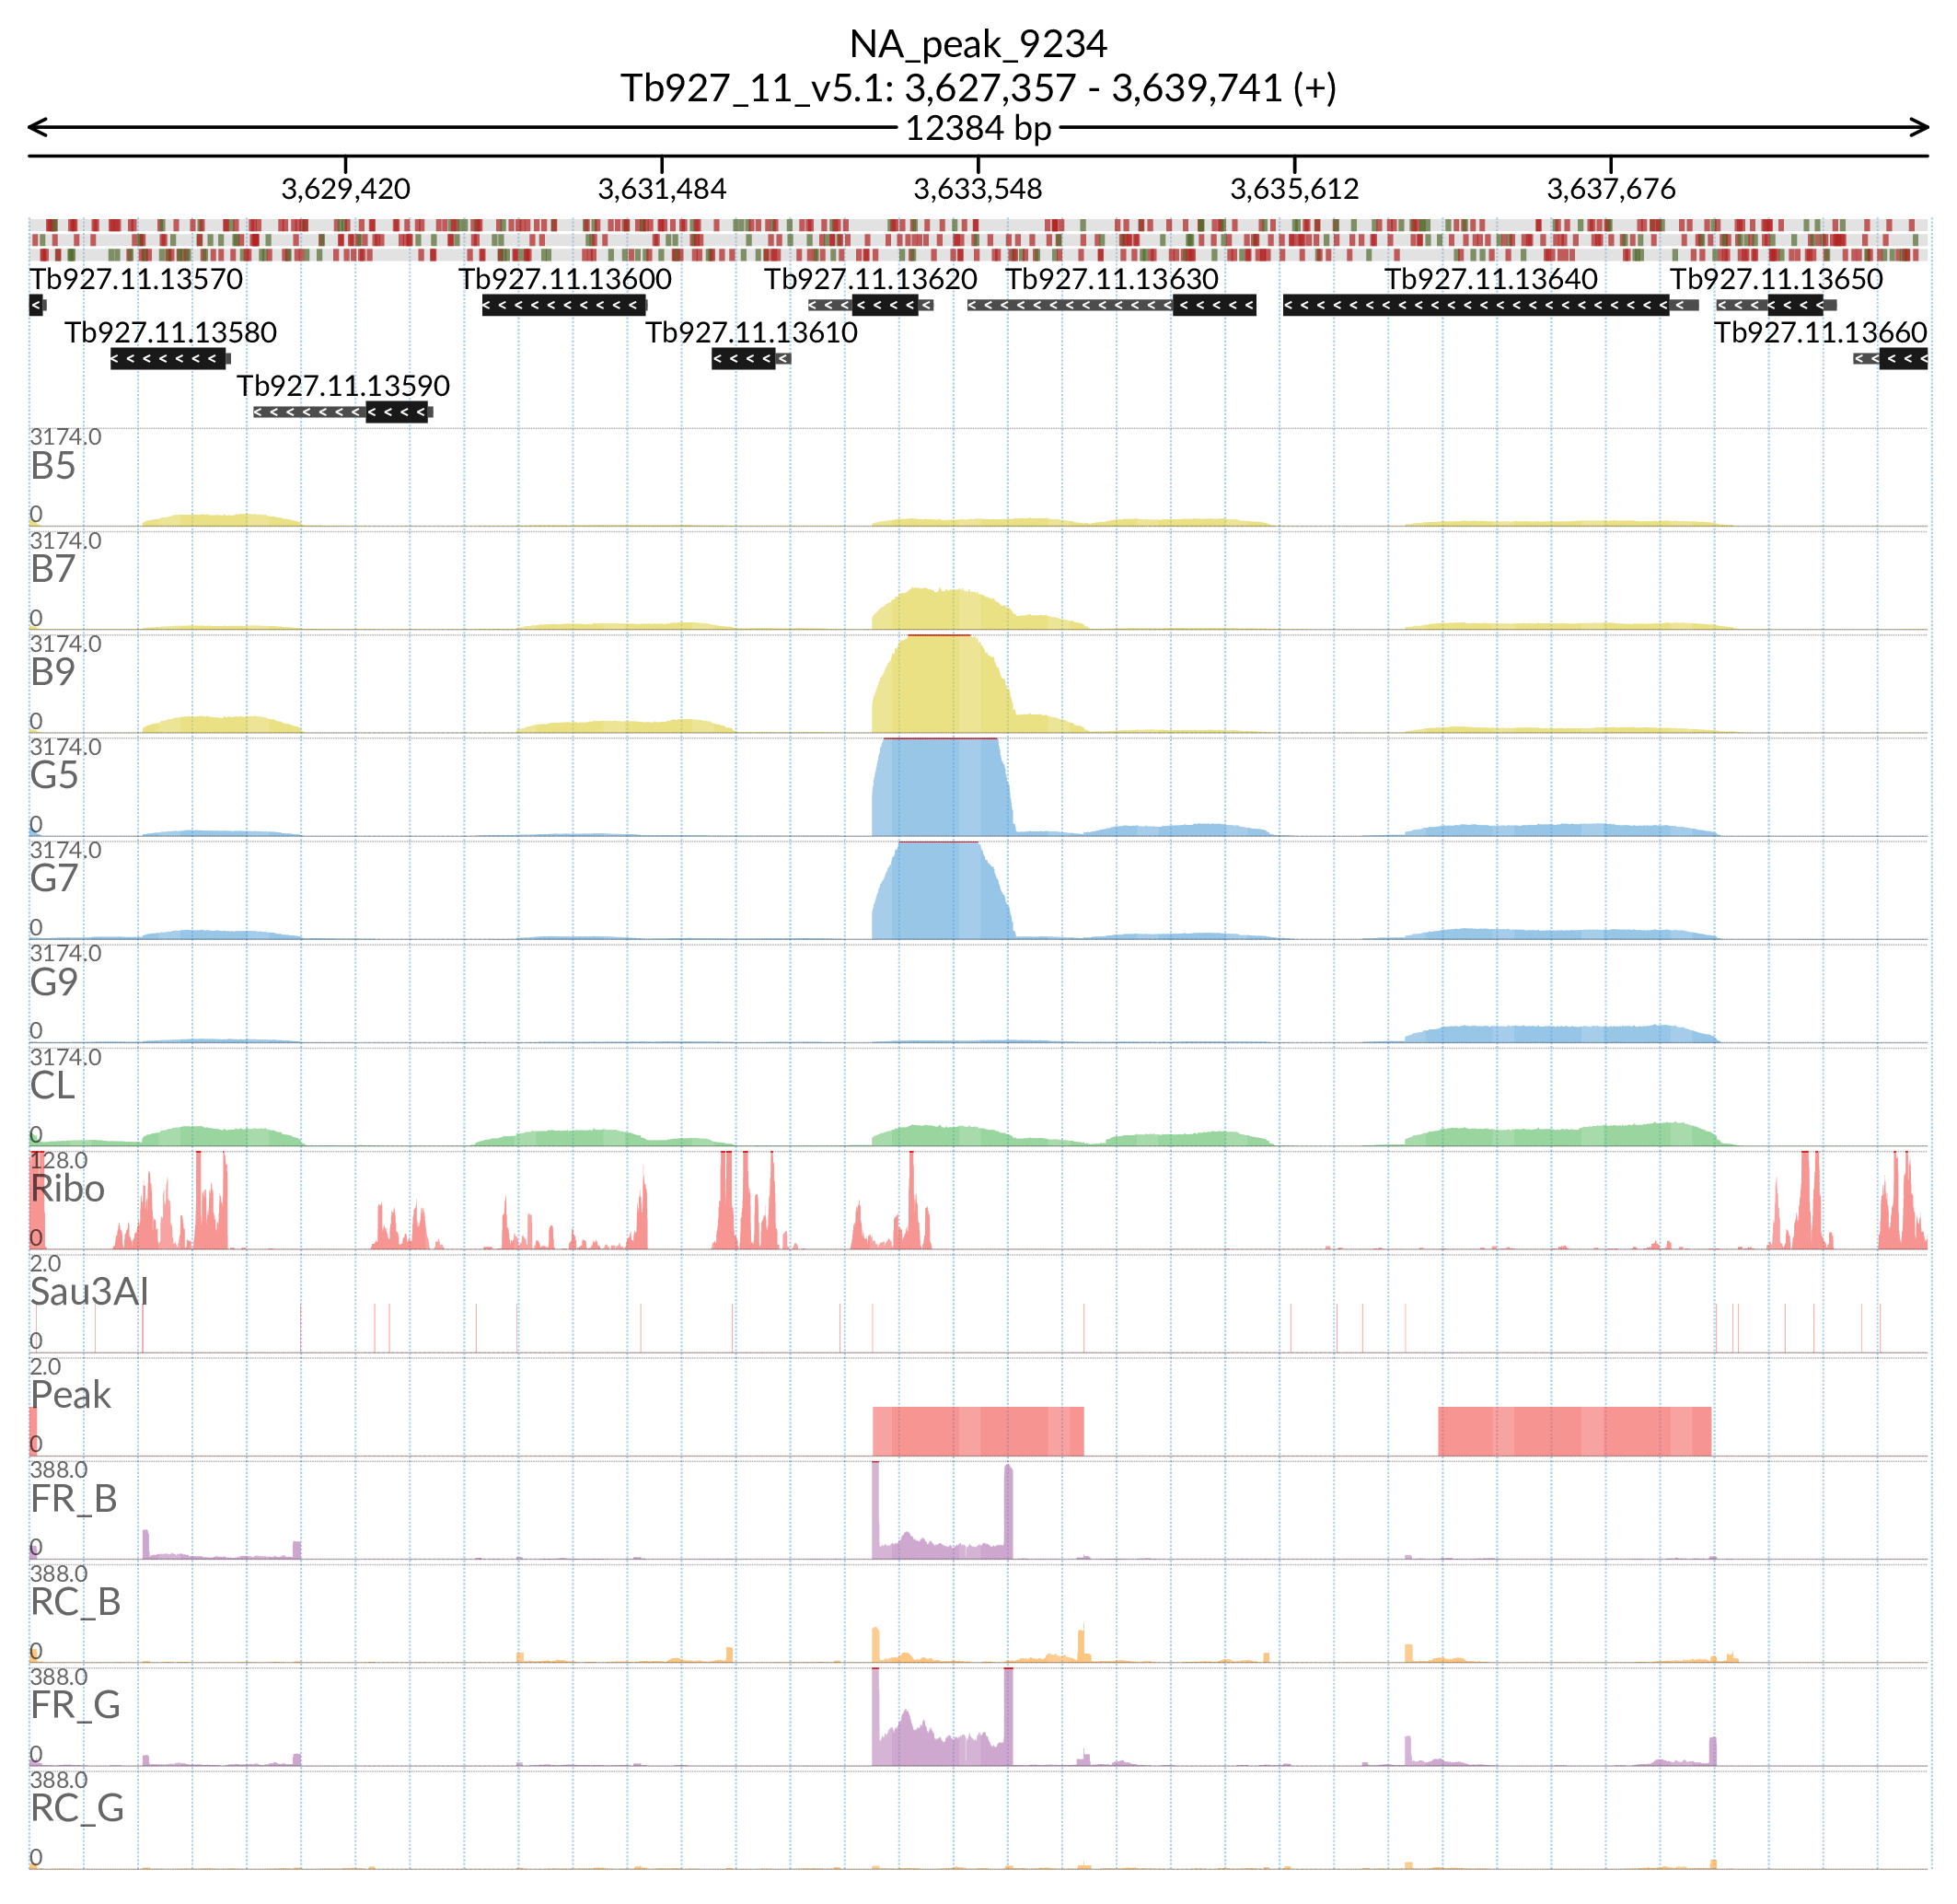 NA_peak_9234
Tb927_11_v5.1: 3,627,357 - 3,639,741 (+)
12384 bp
3,629,420 3,631,484 3,633,548 3,635,612 3,637,676
Tb927.11.13570 Tb927.11.13600 Tb927.11.13620 Tb927.11.13630 Tb927.11.13640 Tb927.11.13650
Tb927.11.13580 Tb927.11.13610 Tb927.11.13660
Tb927.11.13590
3174.0
B5
0
3174.0
B7
0
3174.0
B9
0
3174.0
G5
0
3174.0
G7
0
3174.0
G9
0
3174.0
CL
0
128.0
Ribo
0
2.0
Sau3AI
0
2.0
Peak
0
388.0
FR_B
0
388.0
RC_B
0
388.0
FR_G
0
388.0
RC_G
0